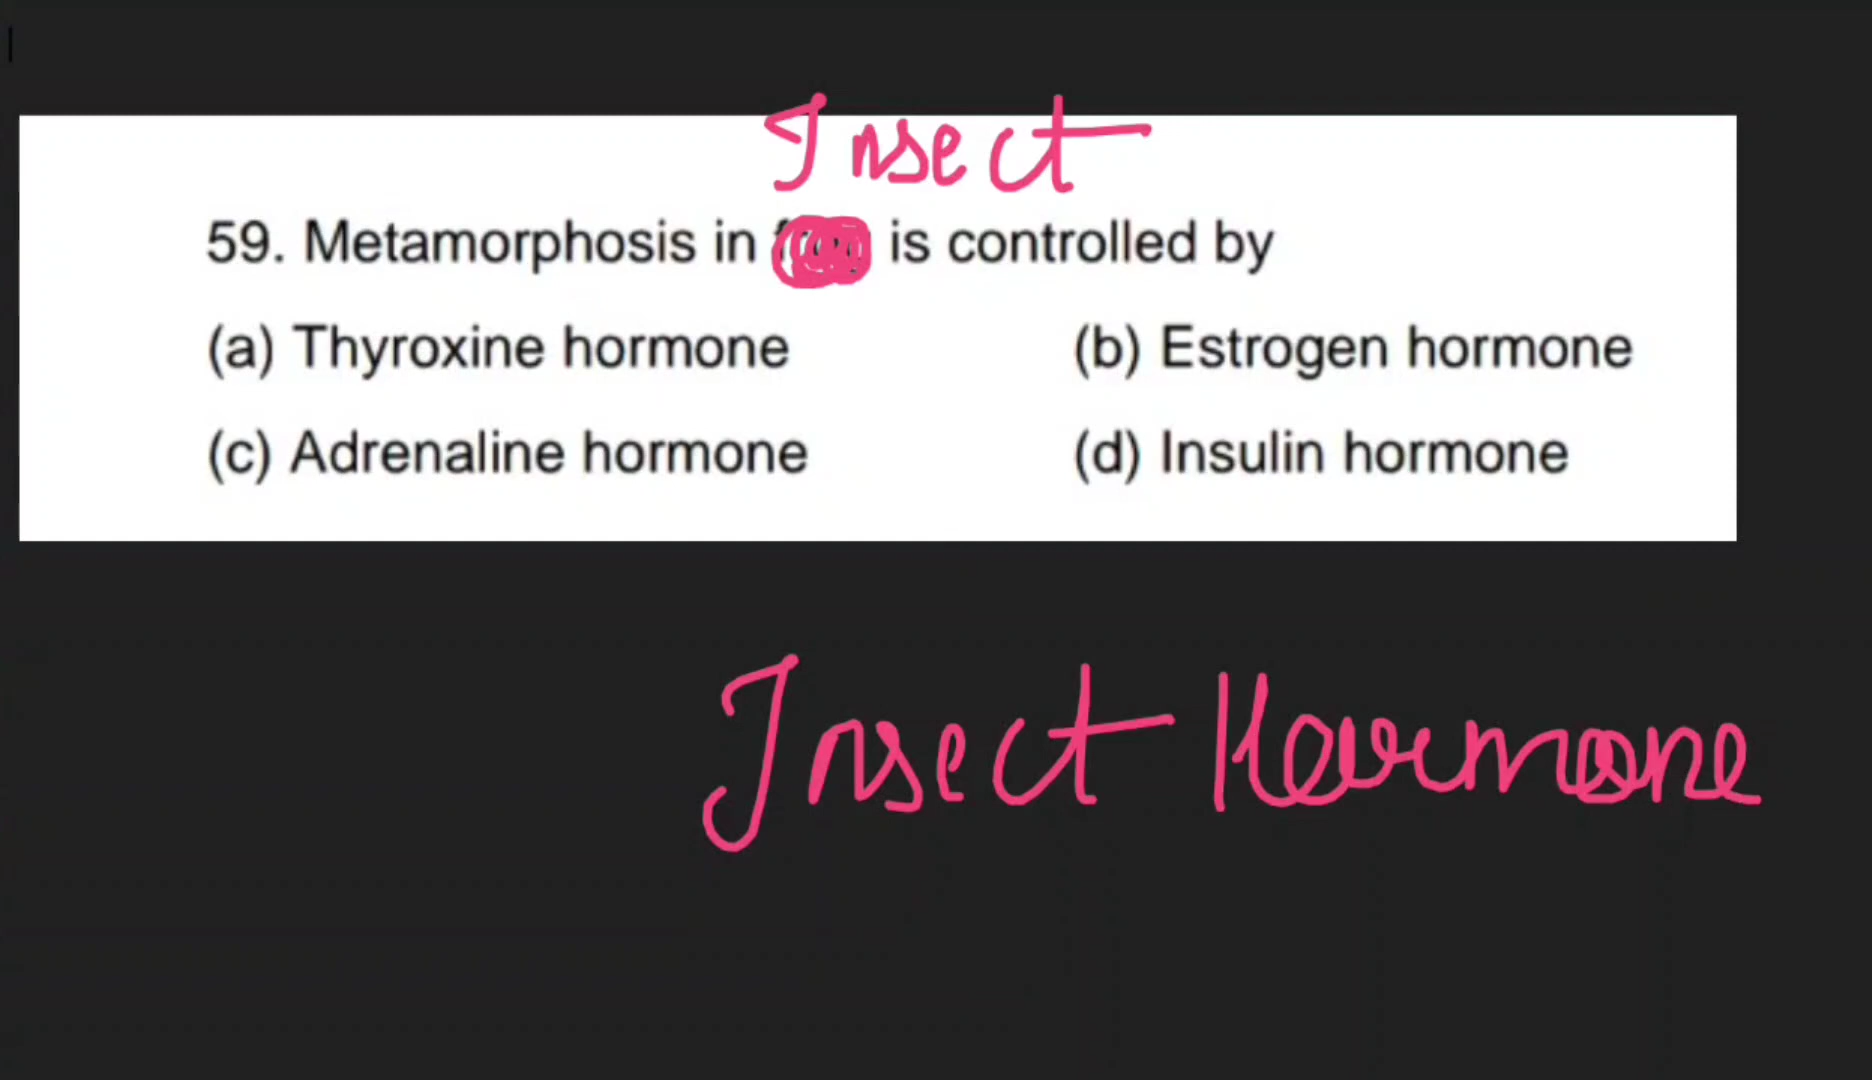 Insect
59. Metamorphosis in is controlled by
(a) Thyroxine hormone (b) Estrogen hormone
(c) Adrenaline hormone (d) Insulin hormone
Insect Hormone